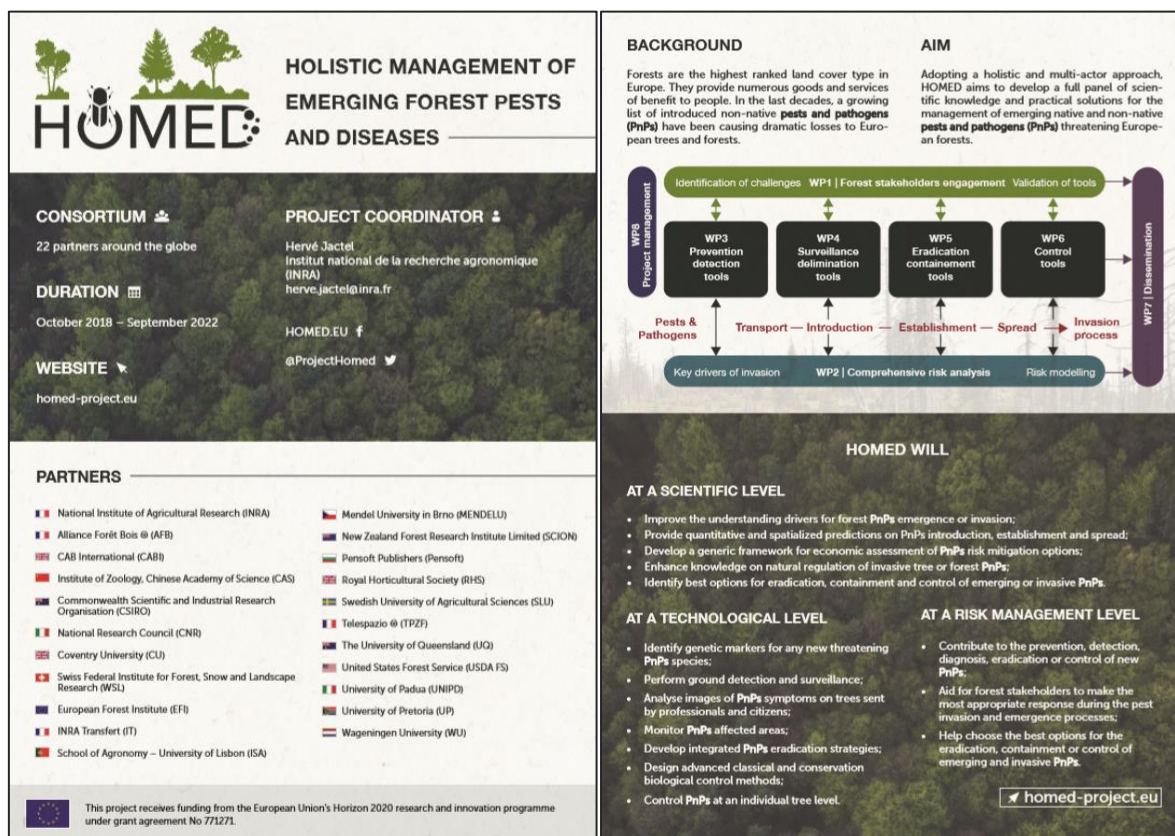 HOMED
HOLISTIC MANAGEMENT OF
EMERGING FOREST PESTS
AND DISEASES
CONSORTIUM
22 partners around the globe
DURATION
October 2018 – September 2022
WEBSITE
homed-project.eu
PROJECT COORDINATOR
Hervé Jactel
Institut national de la recherche agronomique
(INRA)
herve.jactel@inra.fr
HOMED.EU
@ProjectHomed
PARTNERS
National Institute of Agricultural Research (INRA)
Alliance Forêt Bois ® (AFB)
CAB International (CABI)
Institute of Zoology, Chinese Academy of Science (CAS)
Commonwealth Scientific and Industrial Research
Organisation (CSIRO)
National Research Council (CNR)
Coventry University (CU)
Swiss Federal Institute for Forest, Snow and Landscape
Research (WSL)
European Forest Institute (EFI)
INRA Transfert (IT)
School of Agronomy – University of Lisbon (ISA)
Mendel University in Brno (MENDELU)
New Zealand Forest Research Institute Limited (SCION)
Pensoft Publishers (Pensoft)
Royal Horticultural Society (RHS)
Swedish University of Agricultural Sciences (SLU)
Telespazio ® (TPZF)
The University of Queensland (UQ)
United States Forest Service (USDA FS)
University of Padua (UNIPD)
University of Pretoria (UP)
Wageningen University (WU)
This project receives funding from the European Union's Horizon 2020 research and innovation programme
under grant agreement No 771271.
BACKGROUND
Forests are the highest ranked land cover type in
Europe. They provide numerous goods and services
of benefit to people. In the last decades, a growing
list of introduced non-native pests and pathogens
(PnPs) have been causing dramatic losses to Euro-
pean trees and forests.
AIM
Adopting a holistic and multi-actor approach,
HOMED aims to develop a full panel of scien-
tific knowledge and practical solutions for the
management of emerging native and non-native
pests and pathogens (PnPs) threatening Europe-
an forests.
WP8
Project management
Identification of challenges WP1 | Forest stakeholders engagement Validation of tools
WP3
Prevention
detection
tools
WP4
Surveillance
delimination
tools
WP5
Eradication
containement
tools
WP6
Control
tools
WP7 | Dissemination
Pests &
Pathogens
Transport — Introduction — Establishment — Spread
Invasion
process
Key drivers of invasion WP2 | Comprehensive risk analysis Risk modelling
HOMED WILL
AT A SCIENTIFIC LEVEL
• Improve the understanding drivers for forest PnPs emergence or invasion;
• Provide quantitative and spatialized predictions on PnPs introduction, establishment and spread;
• Develop a generic framework for economic assessment of PnPs risk mitigation options;
• Enhance knowledge on natural regulation of invasive tree or forest PnPs;
• Identify best options for eradication, containment and control of emerging or invasive PnPs.
AT A TECHNOLOGICAL LEVEL
• Identify genetic markers for any new threatening
PnPs species;
• Perform ground detection and surveillance;
• Analyse images of PnPs symptoms on trees sent
by professionals and citizens;
• Monitor PnPs affected areas;
• Develop integrated PnPs eradication strategies;
• Design advanced classical and conservation
biological control methods;
• Control PnPs at an individual tree level.
AT A RISK MANAGEMENT LEVEL
• Contribute to the prevention, detection,
diagnosis, eradication or control of new
PnPs;
• Aid for forest stakeholders to make the
most appropriate response during the pest
invasion and emergence processes;
• Help choose the best options for the
eradication, containment or control of
emerging and invasive PnPs.
homed-project.eu